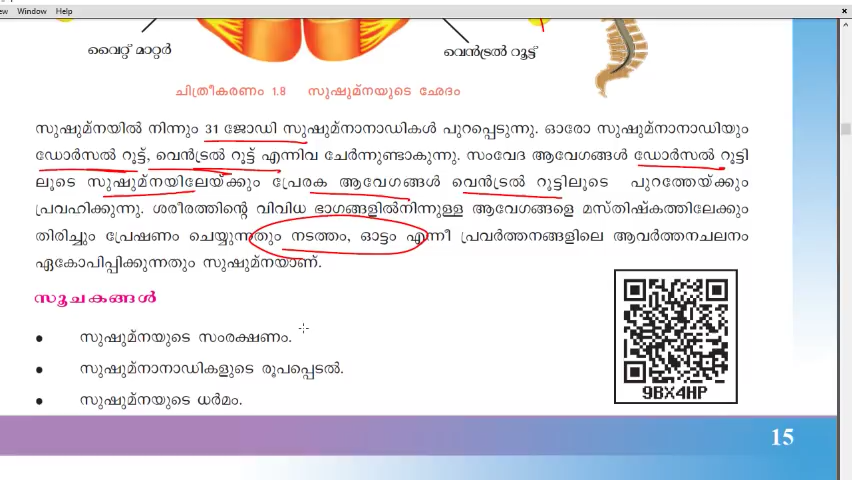 Window Help
വൈറ്റ് മാറ്റർ
വെൻട്രൽ റൂട്ട്
ചിത്രീകരണം 1.8 സുഷുമ്നയുടെ ഛേദം
സുഷുമ്നയിൽ നിന്നും 31 ജോഡി സുഷുമ്നാനാഡികൾ പുറപ്പെടുന്നു. ഓരോ സുഷുമ്നാനാഡിയും
ഡോർസൽ റൂട്ട്, വെൻട്രൽ റൂട്ട് എന്നിവ ചേർന്നുണ്ടാകുന്നു. സംവേദ ആവേഗങ്ങൾ ഡോർസൽ റൂട്ടി
ലൂടെ സുഷുമ്നയിലേയ്ക്കും പ്രേരക ആവേഗങ്ങൾ വെൻട്രൽ റൂട്ടിലൂടെ പുറത്തേയ്ക്കും
പ്രവഹിക്കുന്നു. ശരീരത്തിന്റെ വിവിധ ഭാഗങ്ങളിൽനിന്നുള്ള ആവേഗങ്ങളെ മസ്തിഷ്കത്തിലേക്കും
തിരിച്ചും പ്രേഷണം ചെയ്യുന്നതും നടത്തം, ഓട്ടം എന്നീ പ്രവർത്തനങ്ങളിലെ ആവർത്തനചലനം
ഏകോപിപ്പിക്കുന്നതും സുഷുമ്നയാണ്.
സൂചകങ്ങൾ
● സുഷുമ്നയുടെ സംരക്ഷണം.
● സുഷുമ്നാനാഡികളുടെ രൂപപ്പെടൽ.
● സുഷുമ്നയുടെ ധർമം.
9BX4HP
15